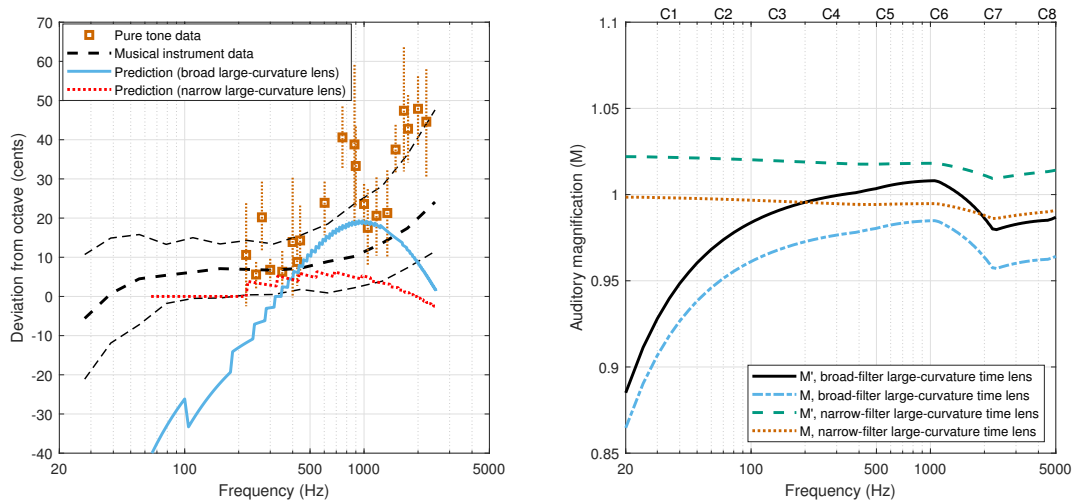 70
60
50
40
30
20
10
0
-10
-20
-30
-40
20
100
500
1000
5000
Frequency (Hz)
Deviation from octave (cents)
Pure tone data
Musical instrument data
Prediction (broad large-curvature lens)
Prediction (narrow large-curvature lens)
C1 C2 C3 C4 C5 C6 C7 C8
1.1
1.05
1
0.95
0.9
0.85
20
100
500
1000
5000
Frequency (Hz)
Auditory magnification (M)
M', broad-filter large-curvature time lens
M, broad-filter large-curvature time lens
M', narrow-filter large-curvature time lens
M, narrow-filter large-curvature time lens